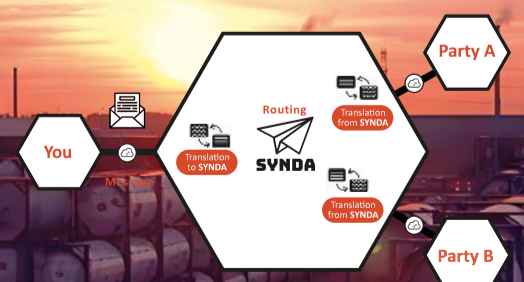 Party A
Routing
Translation
from SYNDA
You
Message
Translation
to SYNDA
SYNDA
Translation
from SYNDA
Party B